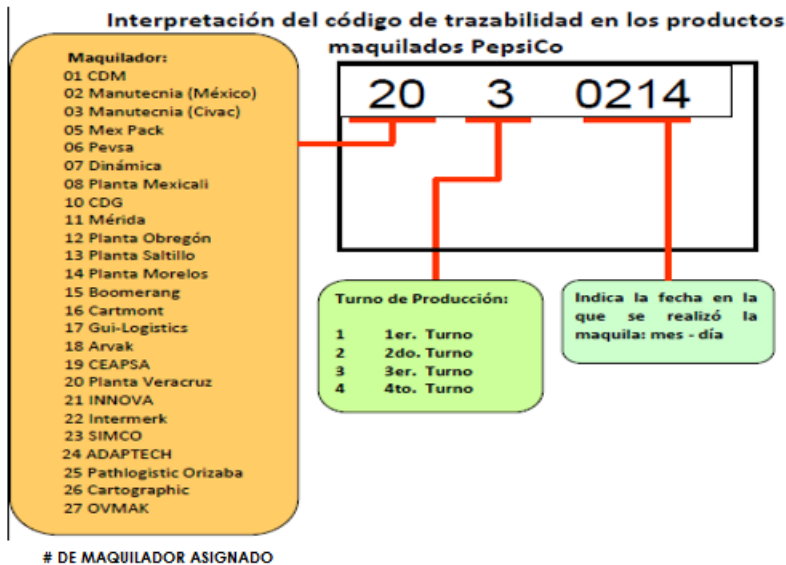 Interpretación del código de trazabilidad en los productos
maquilados PepsiCo
Maquilador:
01 CDM
02 Manutecnia (México)
03 Manutecnia (Civac)
05 Mex Pack
06 Pevsa
07 Dinámica
08 Planta Mexicali
10 CDG
11 Mérida
12 Planta Obregón
13 Planta Saltillo
14 Planta Morelos
15 Boomerang
16 Cartmont
17 Gui-Logistics
18 Arvak
19 CEAPSA
20 Planta Veracruz
21 INNOVA
22 Intermerk
23 SIMCO
24 ADAPTECH
25 Pathlogistic Orizaba
26 Cartographic
27 OVMAK
20 3 0214
Turno de Producción:
1 1er. Turno
2 2do. Turno
3 3er. Turno
4 4to. Turno
Indica la fecha en la
que se realizó la
maquila: mes - día
# DE MAQUILADOR ASIGNADO